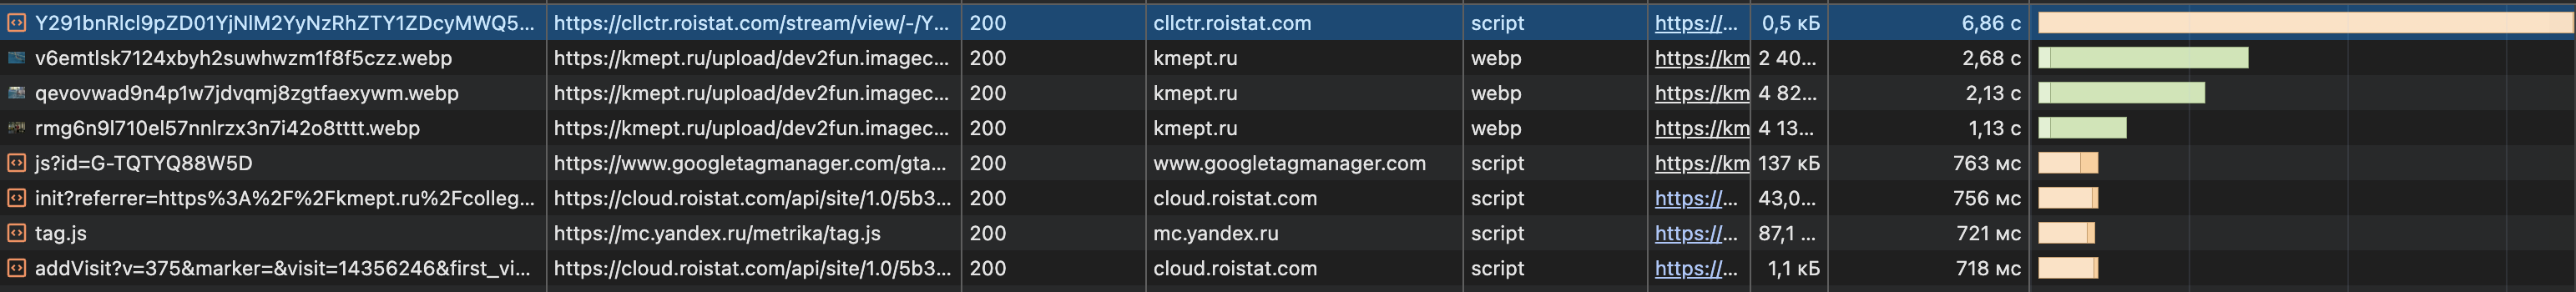 Y291bnRlcl9pZD01YjNlM2YyNzRhZTY1ZDcyMWQ5... https://cllctr.roistat.com/stream/view/-/Y... 200 cllctr.roistat.com script https://... 0,5 кБ 6,86 с
v6emtlsk7124xbyh2suwhwzm1f8f5czz.webp https://kmept.ru/upload/dev2fun.imagec... 200 kmept.ru webp https://km 2 40... 2,68 с
qevovwad9n4p1w7jdvqmj8zgtfaexywm.webp https://kmept.ru/upload/dev2fun.imagec... 200 kmept.ru webp https://km 4 82... 2,13 с
rmg6n9l710el57nnlrzx3n7i42o8tttt.webp https://kmept.ru/upload/dev2fun.imagec... 200 kmept.ru webp https://km 4 13... 1,13 с
js?id=G-TQTYQ88W5D https://www.googletagmanager.com/gta... 200 www.googletagmanager.com script https://km 137 кБ 763 мс
init?referrer=https%3A%2F%2Fkmept.ru%2Fcolleg... https://cloud.roistat.com/api/site/1.0/5b3... 200 cloud.roistat.com script https://... 43,0... 756 мс
tag.js https://mc.yandex.ru/metrika/tag.js 200 mc.yandex.ru script https://... 87,1 ... 721 мс
addVisit?v=375&marker=&visit=14356246&first_vi... https://cloud.roistat.com/api/site/1.0/5b3... 200 cloud.roistat.com script https://... 1,1 кБ 718 мс